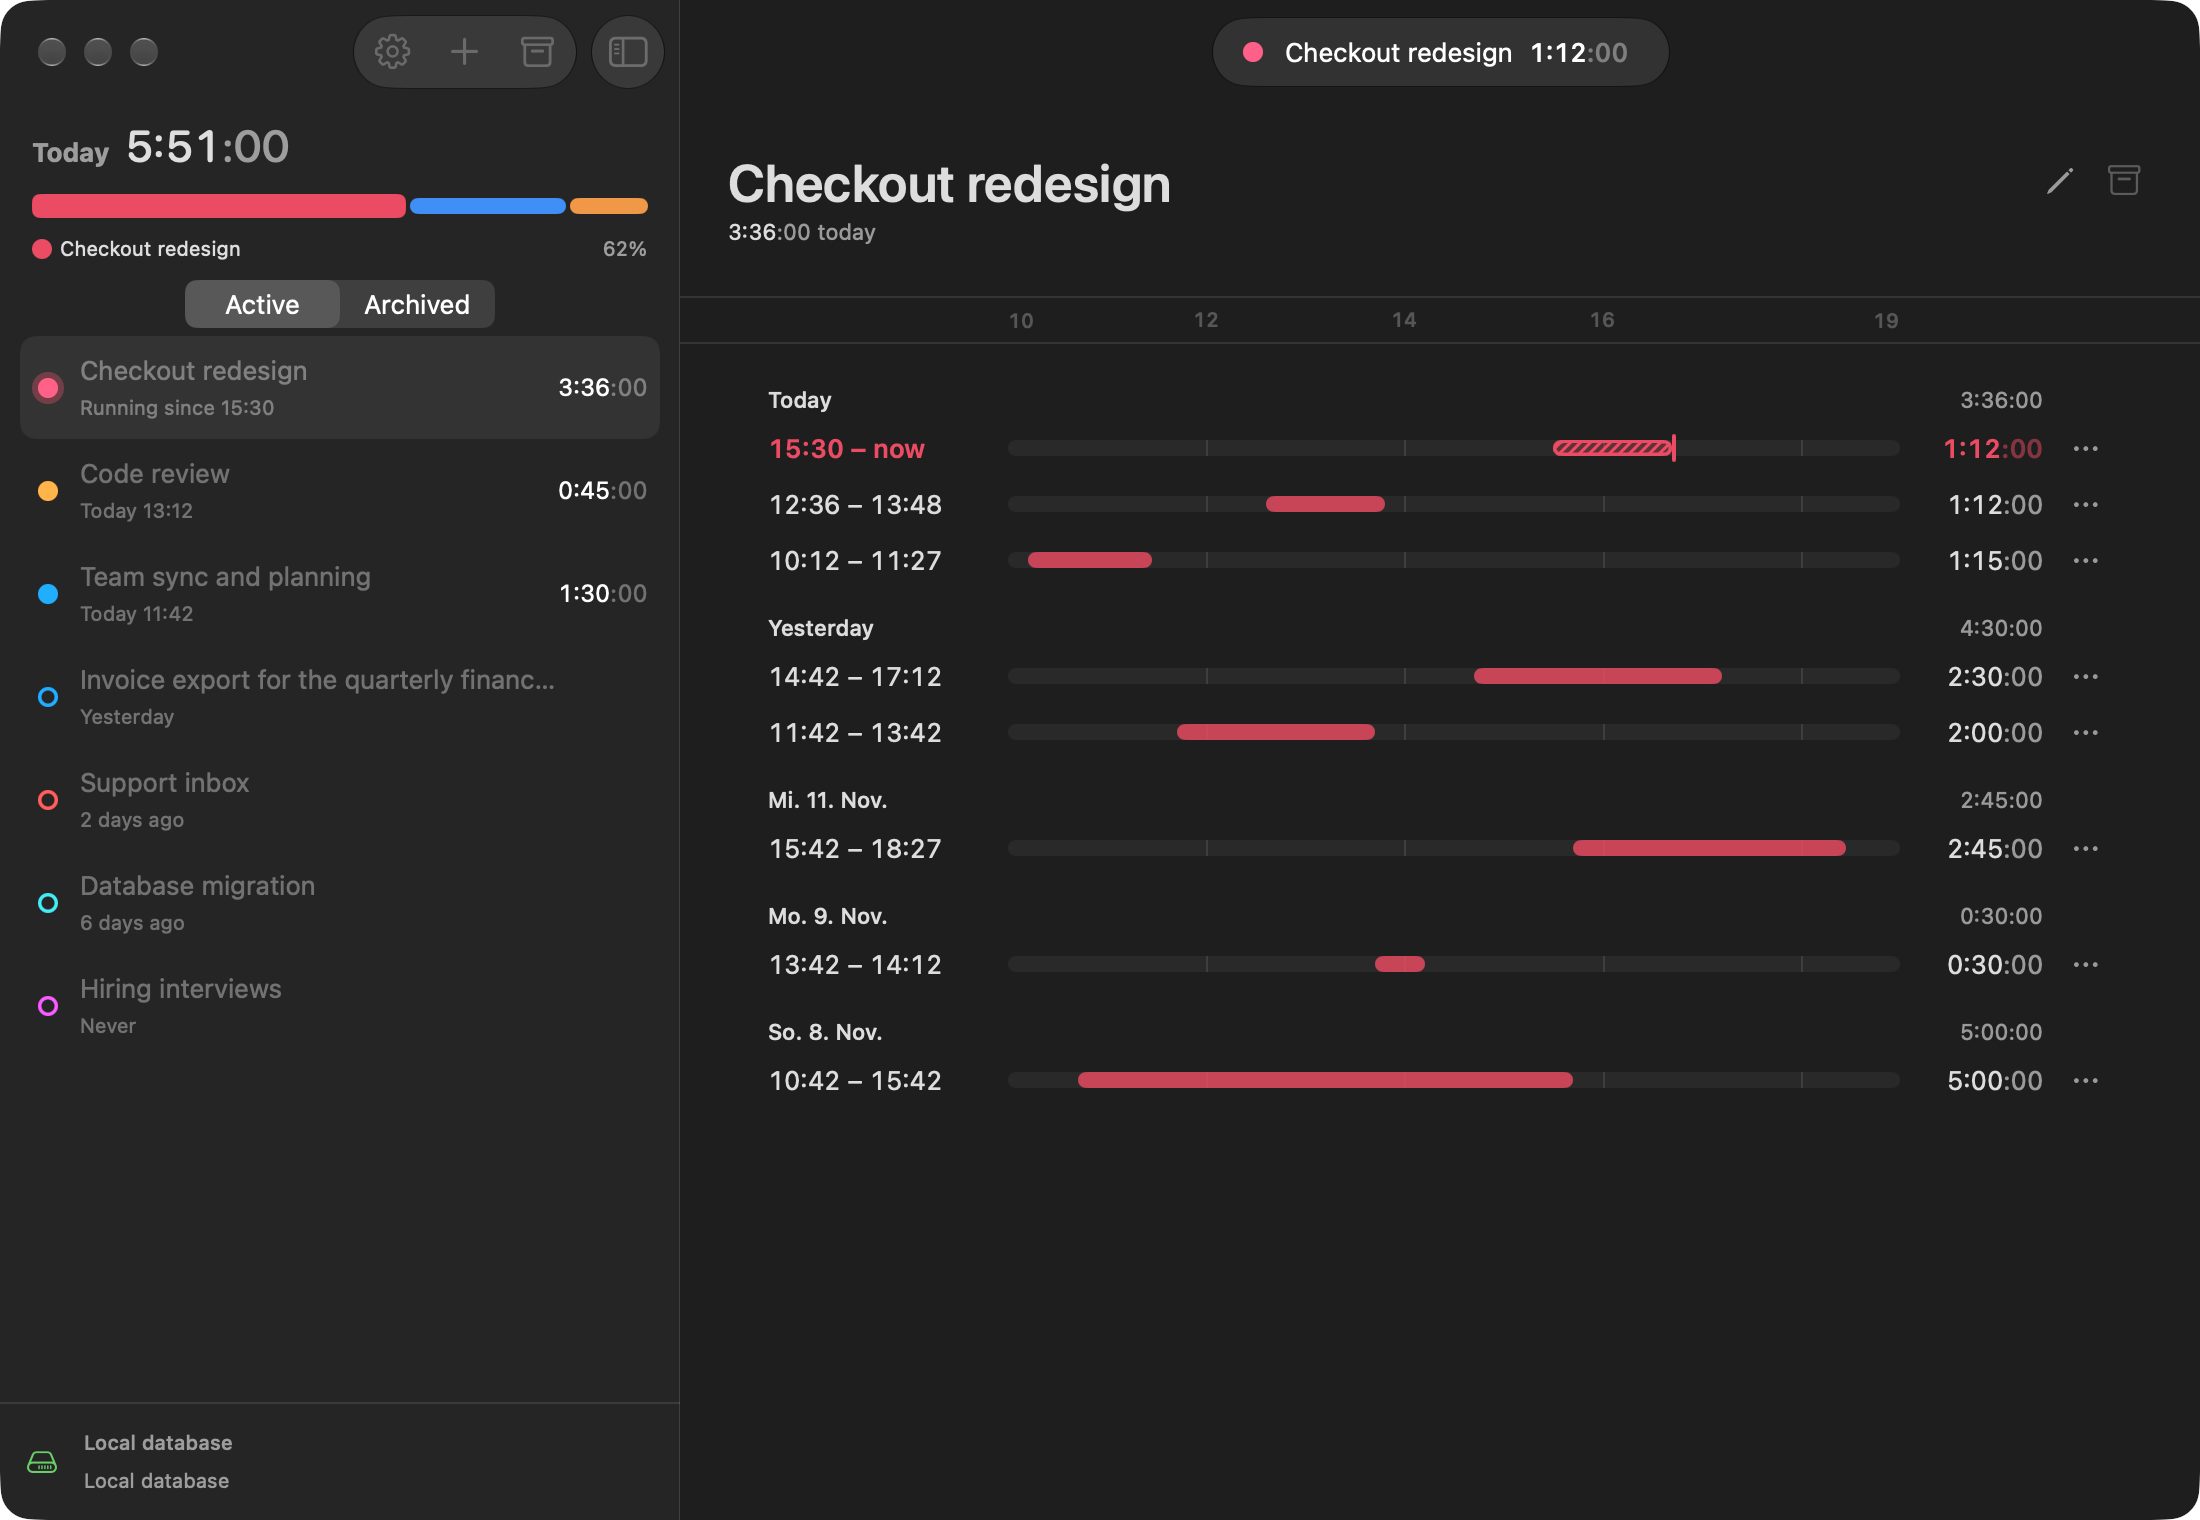 Today 5:51:00
Checkout redesign 62%
Active Archived
Checkout redesign 3:36:00
Running since 15:30
Code review 0:45:00
Today 13:12
Team sync and planning 1:30:00
Today 11:42
Invoice export for the quarterly financ...
Yesterday
Support inbox
2 days ago
Database migration
6 days ago
Hiring interviews
Never
Local database
Local database
Checkout redesign 1:12:00
Checkout redesign
3:36:00 today
10 12 14 16 19
Today 3:36:00
15:30 – now 1:12:00
12:36 – 13:48 1:12:00
10:12 – 11:27 1:15:00
Yesterday 4:30:00
14:42 – 17:12 2:30:00
11:42 – 13:42 2:00:00
Mi. 11. Nov. 2:45:00
15:42 – 18:27 2:45:00
Mo. 9. Nov. 0:30:00
13:42 – 14:12 0:30:00
So. 8. Nov. 5:00:00
10:42 – 15:42 5:00:00